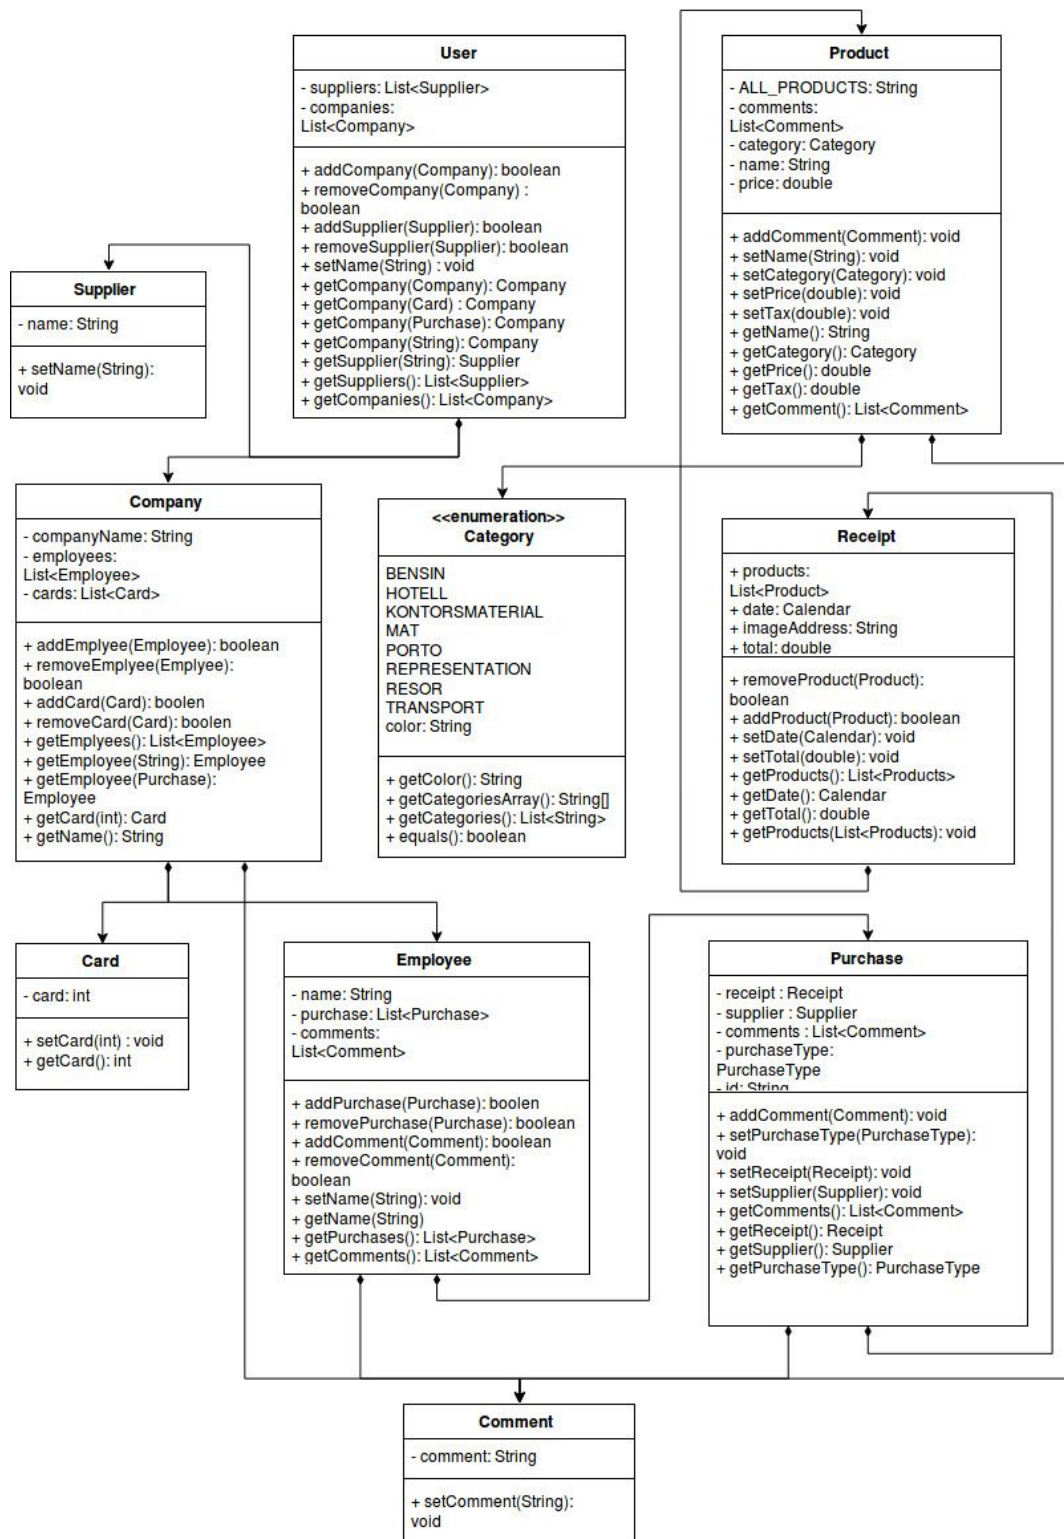 User
- suppliers: List<Supplier>
- companies:
List<Company>
+ addCompany(Company): boolean
+ removeCompany(Company) :
boolean
+ addSupplier(Supplier): boolean
+ removeSupplier(Supplier): boolean
+ setName(String) : void
+ getCompany(Company): Company
+ getCompany(Card) : Company
+ getCompany(Purchase): Company
+ getCompany(String): Company
+ getSupplier(String): Supplier
+ getSuppliers(): List<Supplier>
+ getCompanies(): List<Company>
Product
- ALL_PRODUCTS: String
- comments:
List<Comment>
- category: Category
- name: String
- price: double
+ addComment(Comment): void
+ setName(String): void
+ setCategory(Category): void
+ setPrice(double): void
+ setTax(double): void
+ getName(): String
+ getCategory(): Category
+ getPrice(): double
+ getTax(): double
+ getComment(): List<Comment>
Supplier
- name: String
+ setName(String):
void
Company
- companyName: String
- employees:
List<Employee>
- cards: List<Card>
+ addEmplyee(Employee): boolean
+ removeEmplyee(Emplyee):
boolean
+ addCard(Card): boolen
+ removeCard(Card): boolen
+ getEmplyees(): List<Employee>
+ getEmployee(String): Employee
+ getEmployee(Purchase):
Employee
+ getCard(int): Card
+ getName(): String
<<enumeration>>
Category
BENSIN
HOTELL
KONTORSMATERIAL
MAT
PORTO
REPRESENTATION
RESOR
TRANSPORT
color: String
+ getColor(): String
+ getCategoriesArray(): String[]
+ getCategories(): List<String>
+ equals(): boolean
Receipt
+ products:
List<Product>
+ date: Calendar
+ imageAddress: String
+ total: double
+ removeProduct(Product):
boolean
+ addProduct(Product): boolean
+ setDate(Calendar): void
+ setTotal(double): void
+ getProducts(): List<Products>
+ getDate(): Calendar
+ getTotal(): double
+ getProducts(List<Products): void
Card
- card: int
+ setCard(int) : void
+ getCard(): int
Employee
- name: String
- purchase: List<Purchase>
- comments:
List<Comment>
+ addPurchase(Purchase): boolen
+ removePurchase(Purchase): boolean
+ addComment(Comment): boolean
+ removeComment(Comment):
boolean
+ setName(String): void
+ getName(String)
+ getPurchases(): List<Purchase>
+ getComments(): List<Comment>
Purchase
- receipt : Receipt
- supplier : Supplier
- comments : List<Comment>
- purchaseType:
PurchaseType
- id: String
+ addComment(Comment): void
+ setPurchaseType(PurchaseType):
void
+ setReceipt(Receipt): void
+ setSupplier(Supplier): void
+ getComments(): List<Comment>
+ getReceipt(): Receipt
+ getSupplier(): Supplier
+ getPurchaseType(): PurchaseType
Comment
- comment: String
+ setComment(String):
void